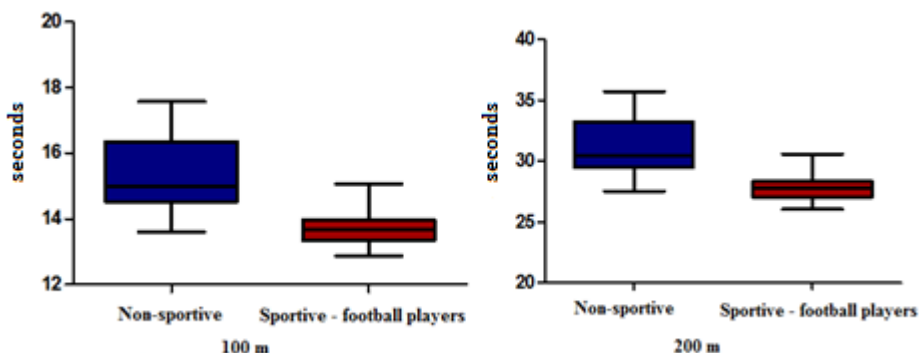 20
18
16
14
12
seconds
Non-sportive
Sportive - football players
100 m
40
35
30
25
20
seconds
Non-sportive
Sportive - football players
200 m